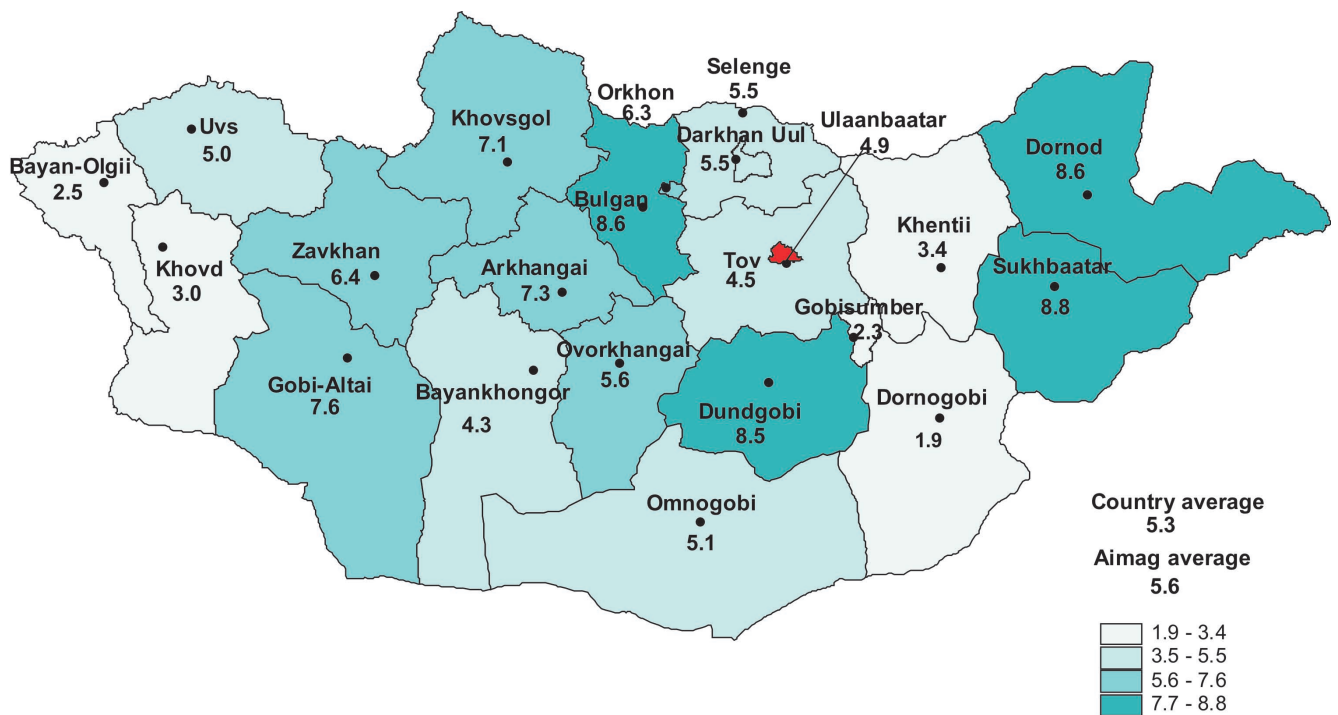 Selenge
5.5
Orkhon
6.3
Ulaanbaatar
4.9
Khovsgol
7.1
Uvs
5.0
Darkhan Uul
5.5
Dornod
8.6
Bayan-Olgii
2.5
Bulgan
8.6
Khentii
3.4
Zavkhan
6.4
Khovd
3.0
Arkhangai
7.3
Tov
4.5
Sukhbaatar
8.8
Gobisumber
2.3
Ovorkhangai
5.6
Gobi-Altai
7.6
Bayankhongor
4.3
Dundgobi
8.5
Dornogobi
1.9
Omnogobi
5.1
Country average
5.3
Aimag average
5.6
1.9 - 3.4
3.5 - 5.5
5.6 - 7.6
7.7 - 8.8